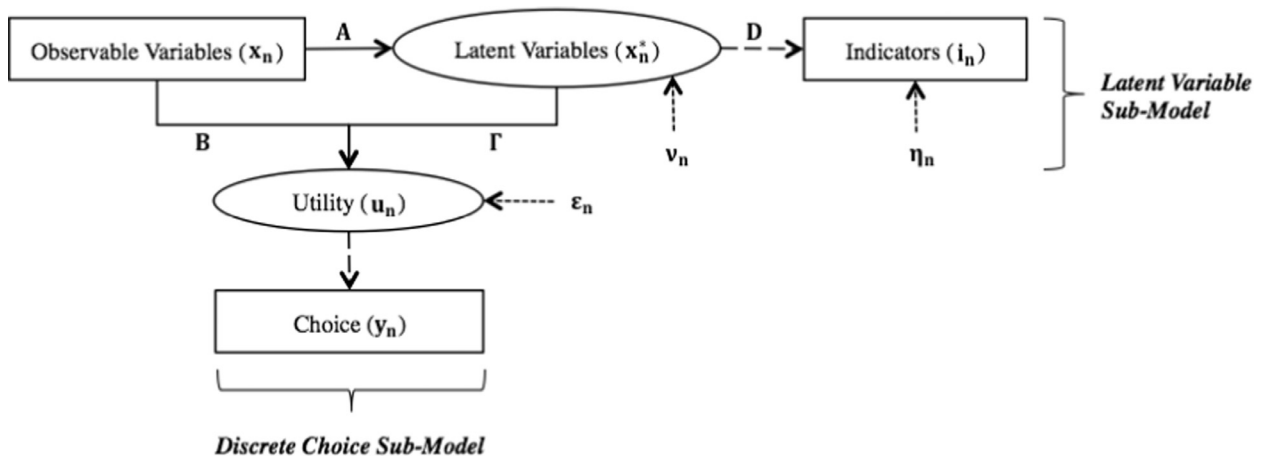 Observable Variables (xₙ)
A
Latent Variables (xₙ*)
D
Indicators (iₙ)
Latent Variable
Sub-Model
B
Γ
νₙ
ηₙ
Utility (uₙ)
εₙ
Choice (yₙ)
Discrete Choice Sub-Model